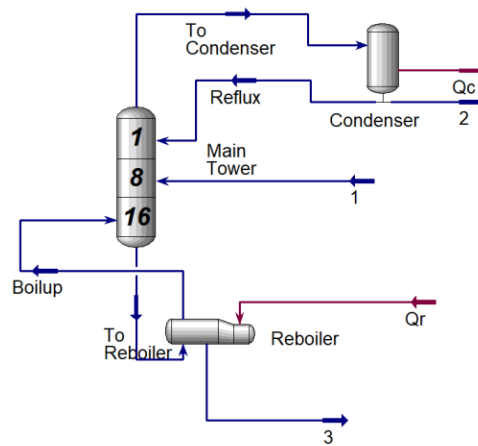 To
Condenser
Qc
Reflux
Condenser
2
1
Main
Tower
8
1
16
Boilup
To
Reboiler
Reboiler
Qr
3